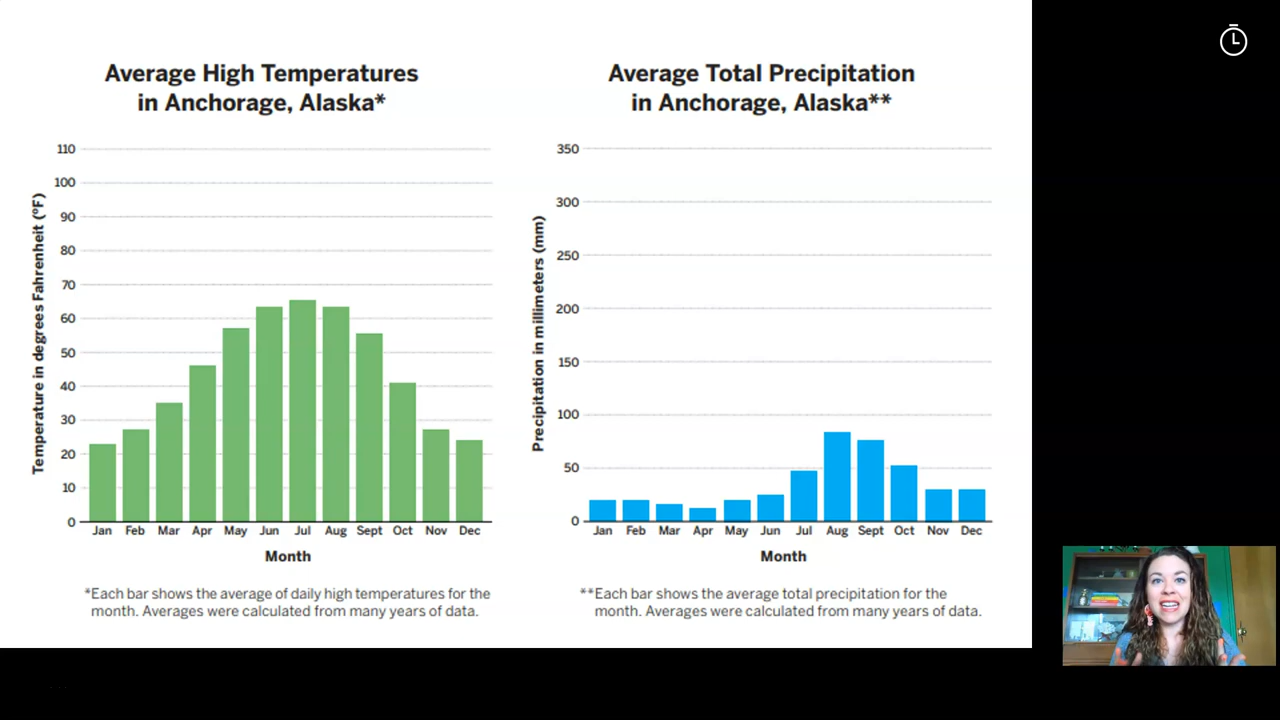 Average High Temperatures
in Anchorage, Alaska*
110
100
90
80
70
60
50
40
30
20
10
0
Temperature in degrees Fahrenheit (°F)
Jan Feb Mar Apr May Jun Jul Aug Sept Oct Nov Dec
Month
*Each bar shows the average of daily high temperatures for the
month. Averages were calculated from many years of data.
Average Total Precipitation
in Anchorage, Alaska**
350
300
250
200
150
100
50
0
Precipitation in millimeters (mm)
Jan Feb Mar Apr May Jun Jul Aug Sept Oct Nov Dec
Month
**Each bar shows the average total precipitation for the
month. Averages were calculated from many years of data.